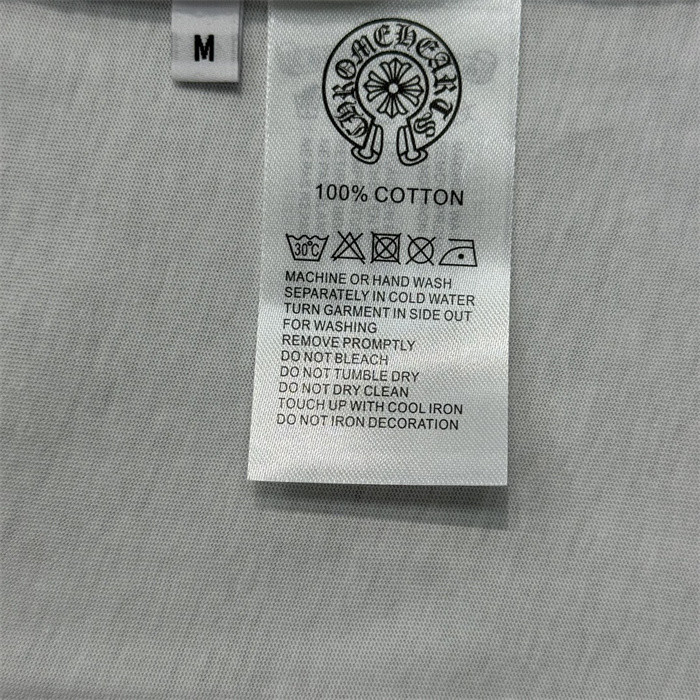 M
CHROME HEARTS
100% COTTON
30°C
MACHINE OR HAND WASH
SEPARATELY IN COLD WATER
TURN GARMENT IN SIDE OUT
FOR WASHING
REMOVE PROMPTLY
DO NOT BLEACH
DO NOT TUMBLE DRY
DO NOT DRY CLEAN
TOUCH UP WITH COOL IRON
DO NOT IRON DECORATION